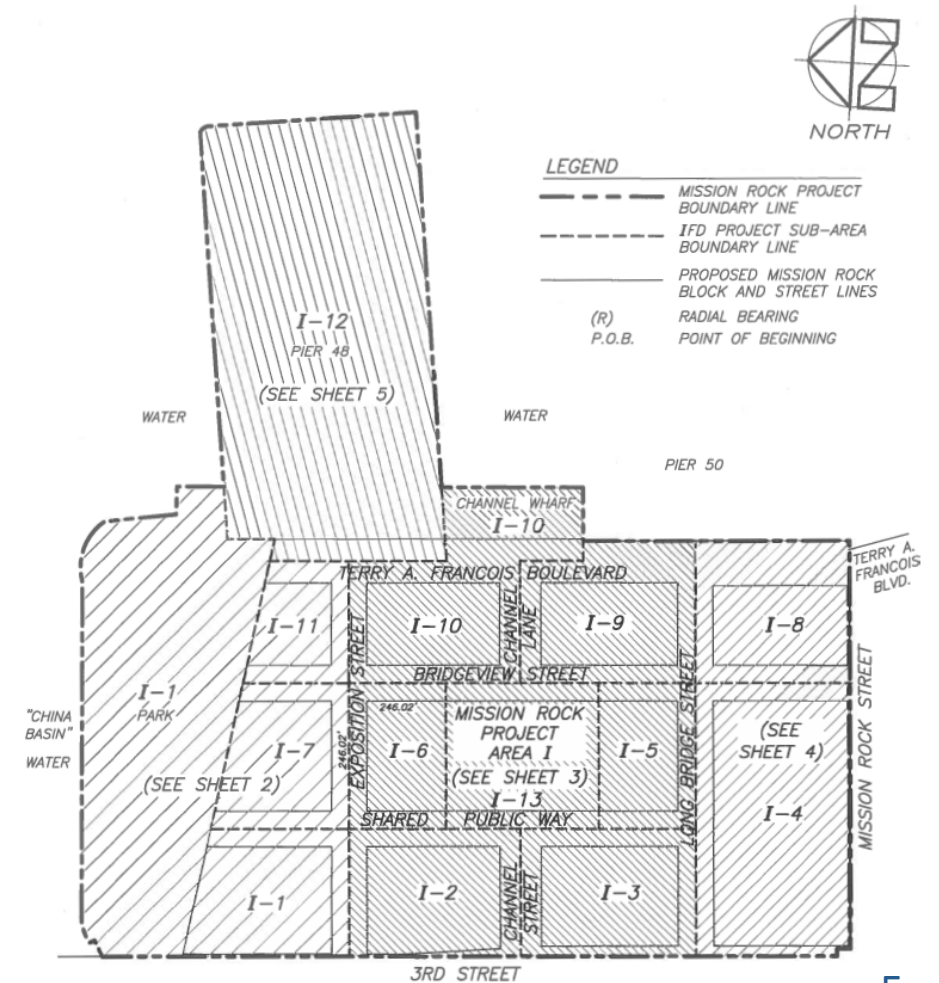 NORTH
LEGEND
MISSION ROCK PROJECT
BOUNDARY LINE
IFD PROJECT SUB-AREA
BOUNDARY LINE
PROPOSED MISSION ROCK
BLOCK AND STREET LINES
(R) RADIAL BEARING
P.O.B. POINT OF BEGINNING
I-12
PIER 48
(SEE SHEET 5)
WATER
WATER
PIER 50
CHANNEL WHARF
I-10
TERRY A.
FRANCOIS
BLVD.
TERRY A. FRANCOIS BOULEVARD
I-11
EXPOSITION STREET
I-10
CHANNEL
LANE
I-9
I-8
BRIDGEVIEW STREET
LONG BRIDGE STREET
MISSION ROCK STREET
I-1
PARK
"CHINA
BASIN"
WATER
(SEE SHEET 2)
I-7
246.02'
246.02'
I-6
MISSION ROCK
PROJECT
AREA I
(SEE SHEET 3)
I-13
I-5
(SEE
SHEET 4)
I-4
SHARED PUBLIC WAY
I-1
I-2
CHANNEL
STREET
I-3
3RD STREET